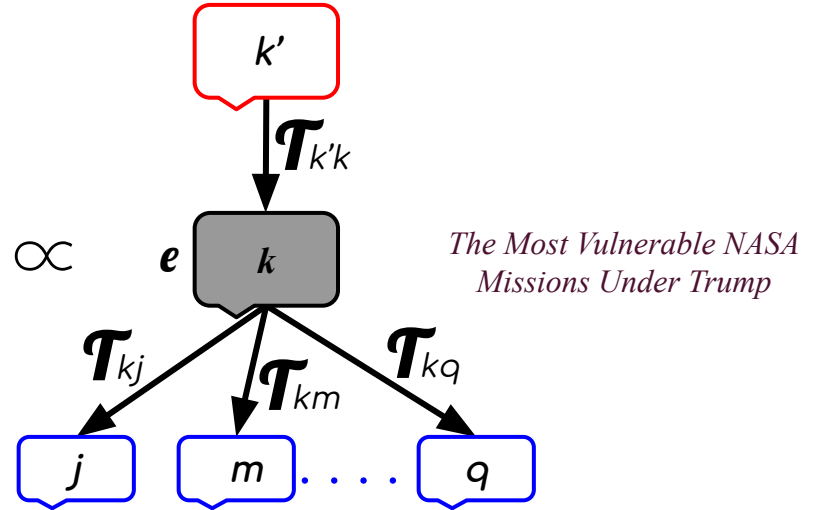 k’
𝑻k’k
∝ e k
The Most Vulnerable NASA
Missions Under Trump
𝑻kj
𝑻km
𝑻kq
j m . . . . q